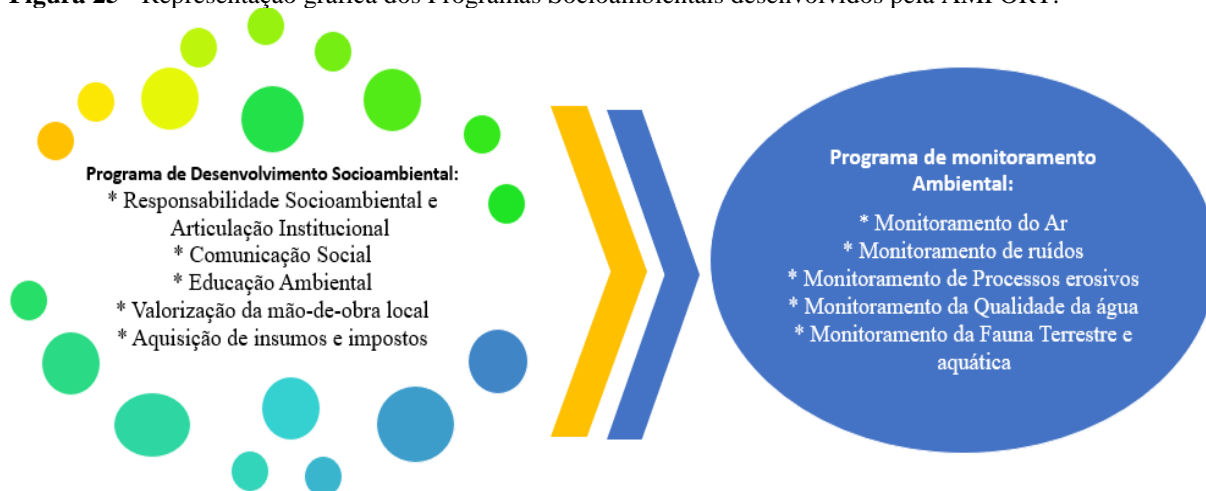 Figura 25 - Representação gráfica dos Programas Socioambientais desenvolvidos pela AMPORT.
Programa de Desenvolvimento Socioambiental:
* Responsabilidade Socioambiental e
Articulação Institucional
* Comunicação Social
* Educação Ambiental
* Valorização da mão-de-obra local
* Aquisição de insumos e impostos
Programa de monitoramento
Ambiental:
* Monitoramento do Ar
* Monitoramento de ruídos
* Monitoramento de Processos erosivos
* Monitoramento da Qualidade da água
* Monitoramento da Fauna Terrestre e
aquática